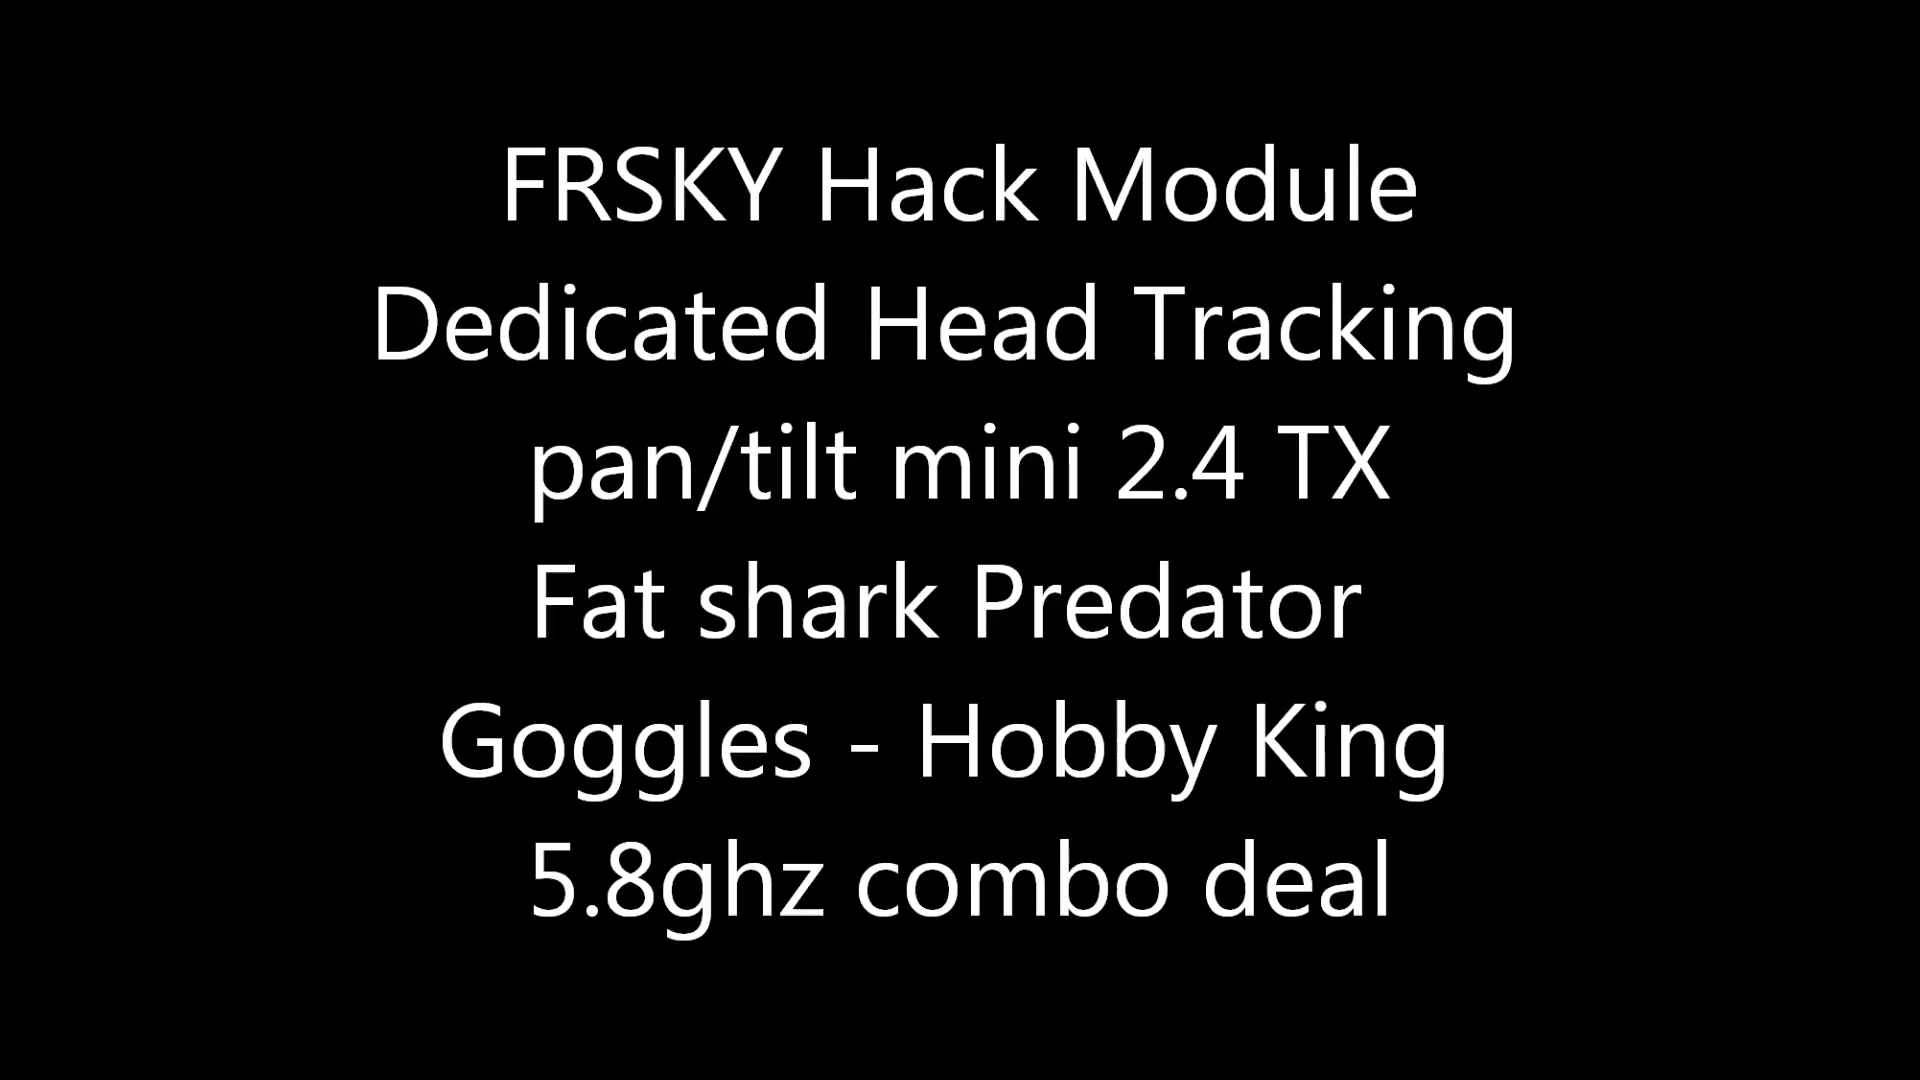 FRSKY Hack Module
Dedicated Head Tracking
pan/tilt mini 2.4 TX
Fat shark Predator
Goggles - Hobby King
5.8ghz combo deal